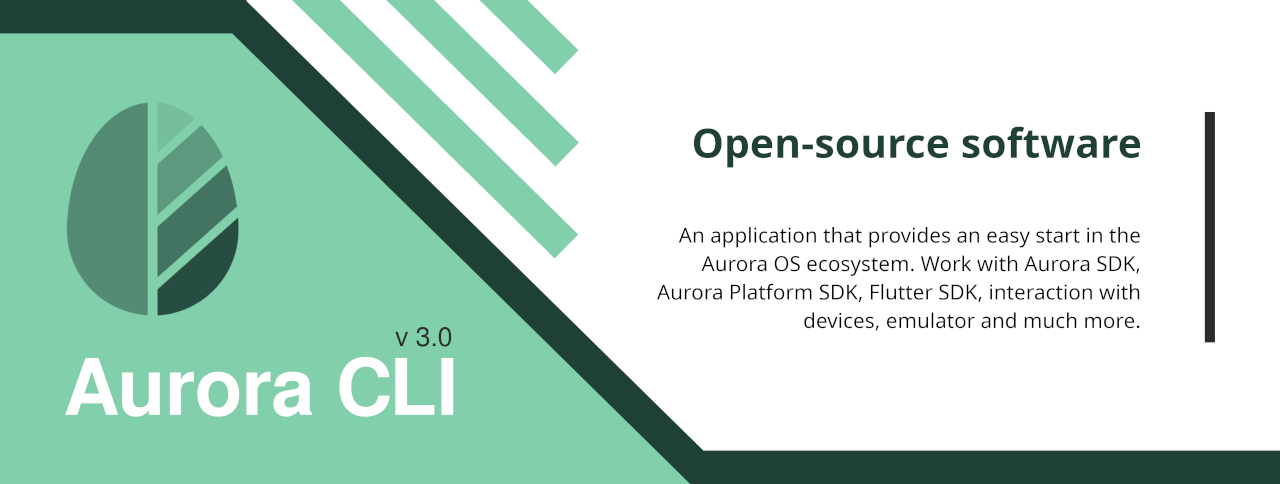 v 3.0
Aurora CLI
Open-source software
An application that provides an easy start in the
Aurora OS ecosystem. Work with Aurora SDK,
Aurora Platform SDK, Flutter SDK, interaction with
devices, emulator and much more.